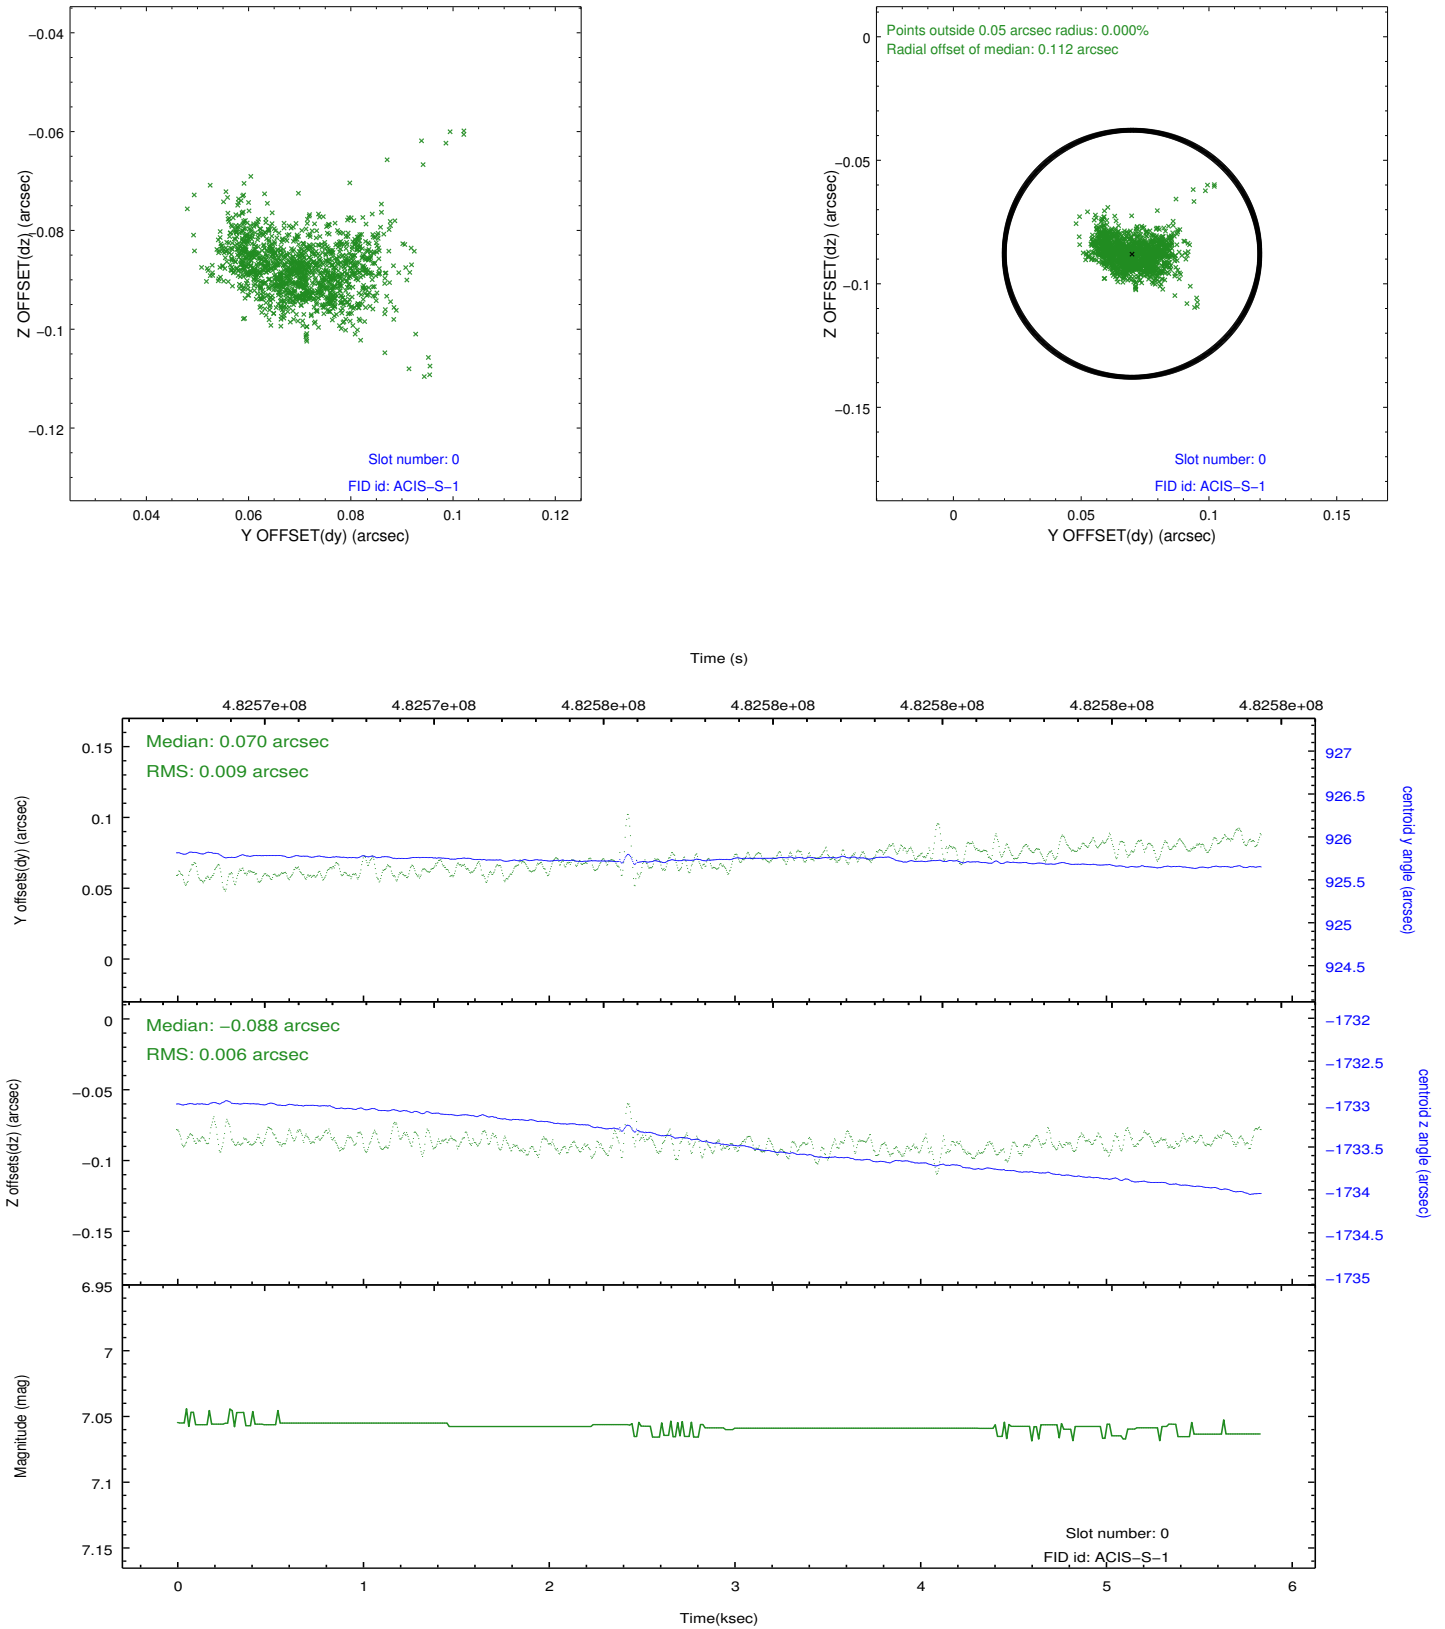 −0.04
−0.06
−0.08
−0.1
−0.12
Z OFFSET(dz) (arcsec)
Slot number: 0
FID id: ACIS−S−1
0.04 0.06 0.08 0.1 0.12
Y OFFSET(dy) (arcsec)
Points outside 0.05 arcsec radius: 0.000%
Radial offset of median: 0.112 arcsec
0
−0.05
−0.1
−0.15
Z OFFSET(dz) (arcsec)
Slot number: 0
FID id: ACIS−S−1
0 0.05 0.1 0.15
Y OFFSET(dy) (arcsec)
Time (s)
4.8257e+08 4.8257e+08 4.8258e+08 4.8258e+08 4.8258e+08 4.8258e+08 4.8258e+08
Median: 0.070 arcsec
RMS: 0.009 arcsec
0.15
0.1
0.05
0
Y offsets(dy) (arcsec)
927
926.5
926
925.5
925
924.5
centroid y angle (arcsec)
Median: −0.088 arcsec
RMS: 0.006 arcsec
0
−0.05
−0.1
−0.15
Z offsets(dz) (arcsec)
−1732
−1732.5
−1733
−1733.5
−1734
−1734.5
−1735
centroid z angle (arcsec)
6.95
7
7.05
7.1
7.15
Magnitude (mag)
Slot number: 0
FID id: ACIS−S−1
0 1 2 3 4 5 6
Time(ksec)